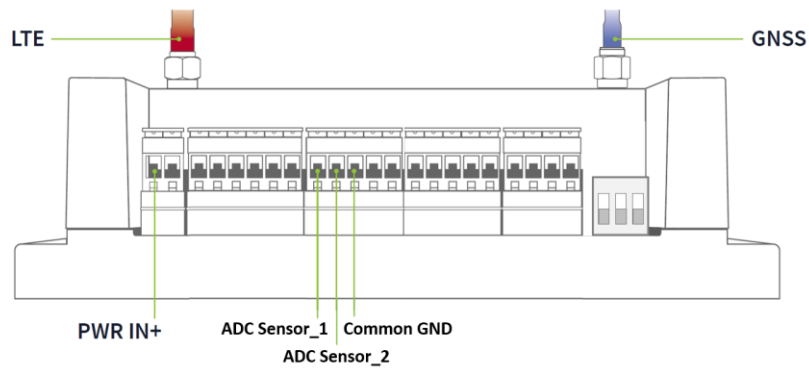 LTE
GNSS
PWR IN+
ADC Sensor_1
Common GND
ADC Sensor_2